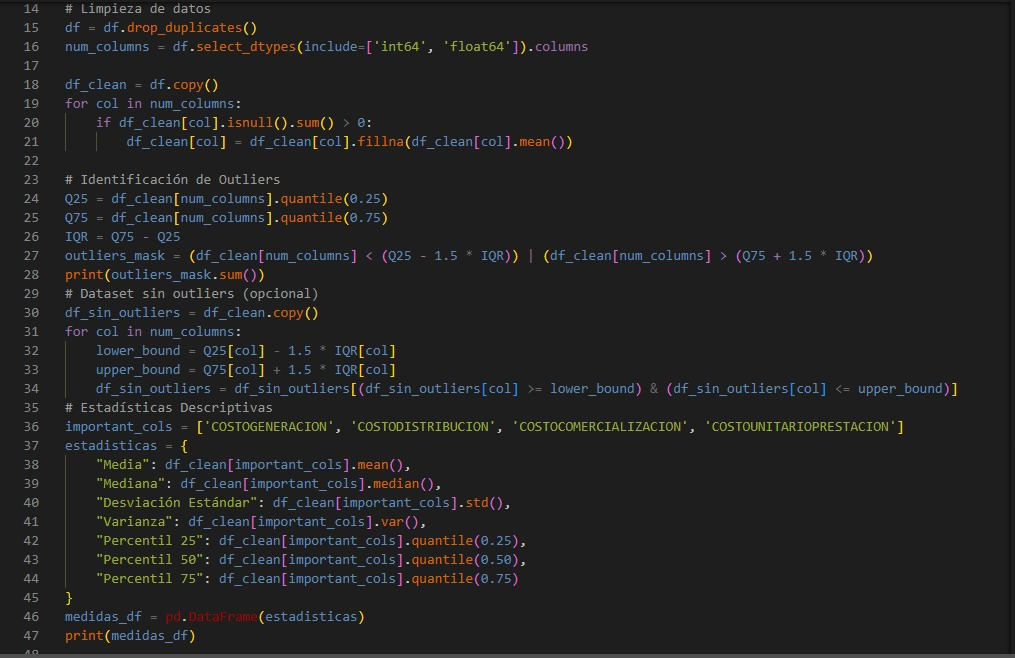 14 # Limpieza de datos
15 df = df.drop_duplicates()
16 num_columns = df.select_dtypes(include=['int64', 'float64']).columns
17
18 df_clean = df.copy()
19 for col in num_columns:
20     if df_clean[col].isnull().sum() > 0:
21         df_clean[col] = df_clean[col].fillna(df_clean[col].mean())
22
23 # Identificación de Outliers
24 Q25 = df_clean[num_columns].quantile(0.25)
25 Q75 = df_clean[num_columns].quantile(0.75)
26 IQR = Q75 - Q25
27 outliers_mask = (df_clean[num_columns] < (Q25 - 1.5 * IQR)) | (df_clean[num_columns] > (Q75 + 1.5 * IQR))
28 print(outliers_mask.sum())
29 # Dataset sin outliers (opcional)
30 df_sin_outliers = df_clean.copy()
31 for col in num_columns:
32     lower_bound = Q25[col] - 1.5 * IQR[col]
33     upper_bound = Q75[col] + 1.5 * IQR[col]
34     df_sin_outliers = df_sin_outliers[(df_sin_outliers[col] >= lower_bound) & (df_sin_outliers[col] <= upper_bound)]
35 # Estadísticas Descriptivas
36 important_cols = ['COSTOGENERACION', 'COSTODISTRIBUCION', 'COSTOCOMERCIALIZACION', 'COSTOUNITARIOPRESTACION']
37 estadisticas = {
38     "Media": df_clean[important_cols].mean(),
39     "Mediana": df_clean[important_cols].median(),
40     "Desviación Estándar": df_clean[important_cols].std(),
41     "Varianza": df_clean[important_cols].var(),
42     "Percentil 25": df_clean[important_cols].quantile(0.25),
43     "Percentil 50": df_clean[important_cols].quantile(0.50),
44     "Percentil 75": df_clean[important_cols].quantile(0.75)
45 }
46 medidas_df = pd.DataFrame(estadisticas)
47 print(medidas_df)